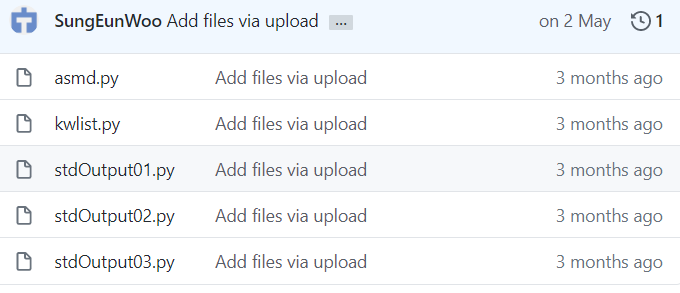 SungEunWoo Add files via upload ... on 2 May 1
asmd.py Add files via upload 3 months ago
kwlist.py Add files via upload 3 months ago
stdOutput01.py Add files via upload 3 months ago
stdOutput02.py Add files via upload 3 months ago
stdOutput03.py Add files via upload 3 months ago